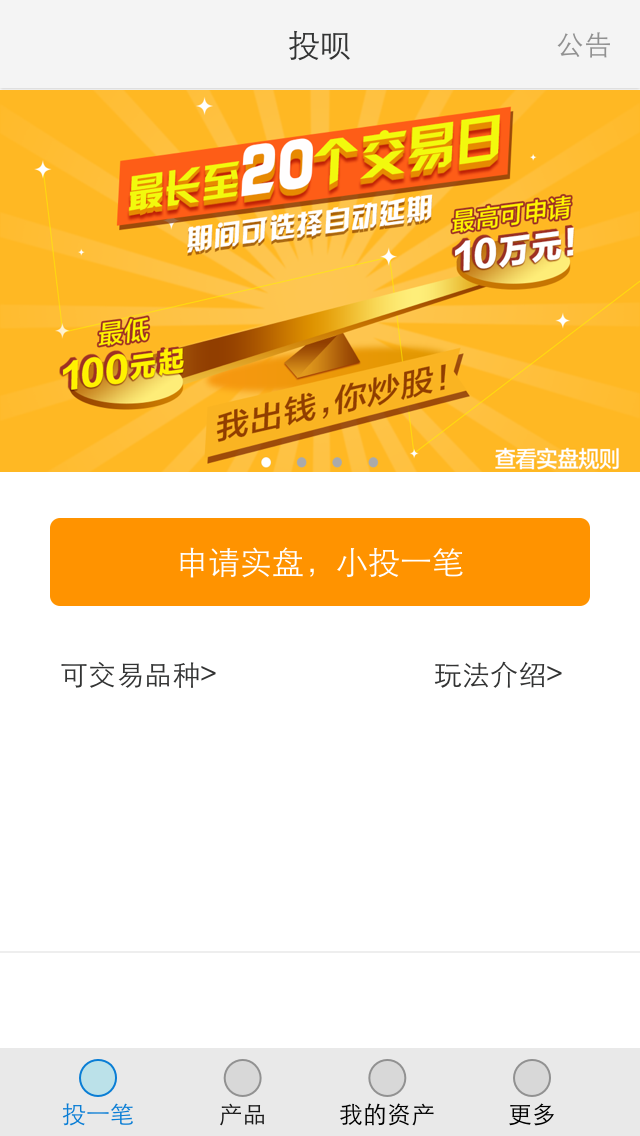 投呗
公告
最长至20个交易日
期间可选择自动延期
最高可申请
10万元!
最低
100元起
我出钱,你炒股!
查看实盘规则
申请实盘，小投一笔
可交易品种>
玩法介绍>
投一笔
产品
我的资产
更多